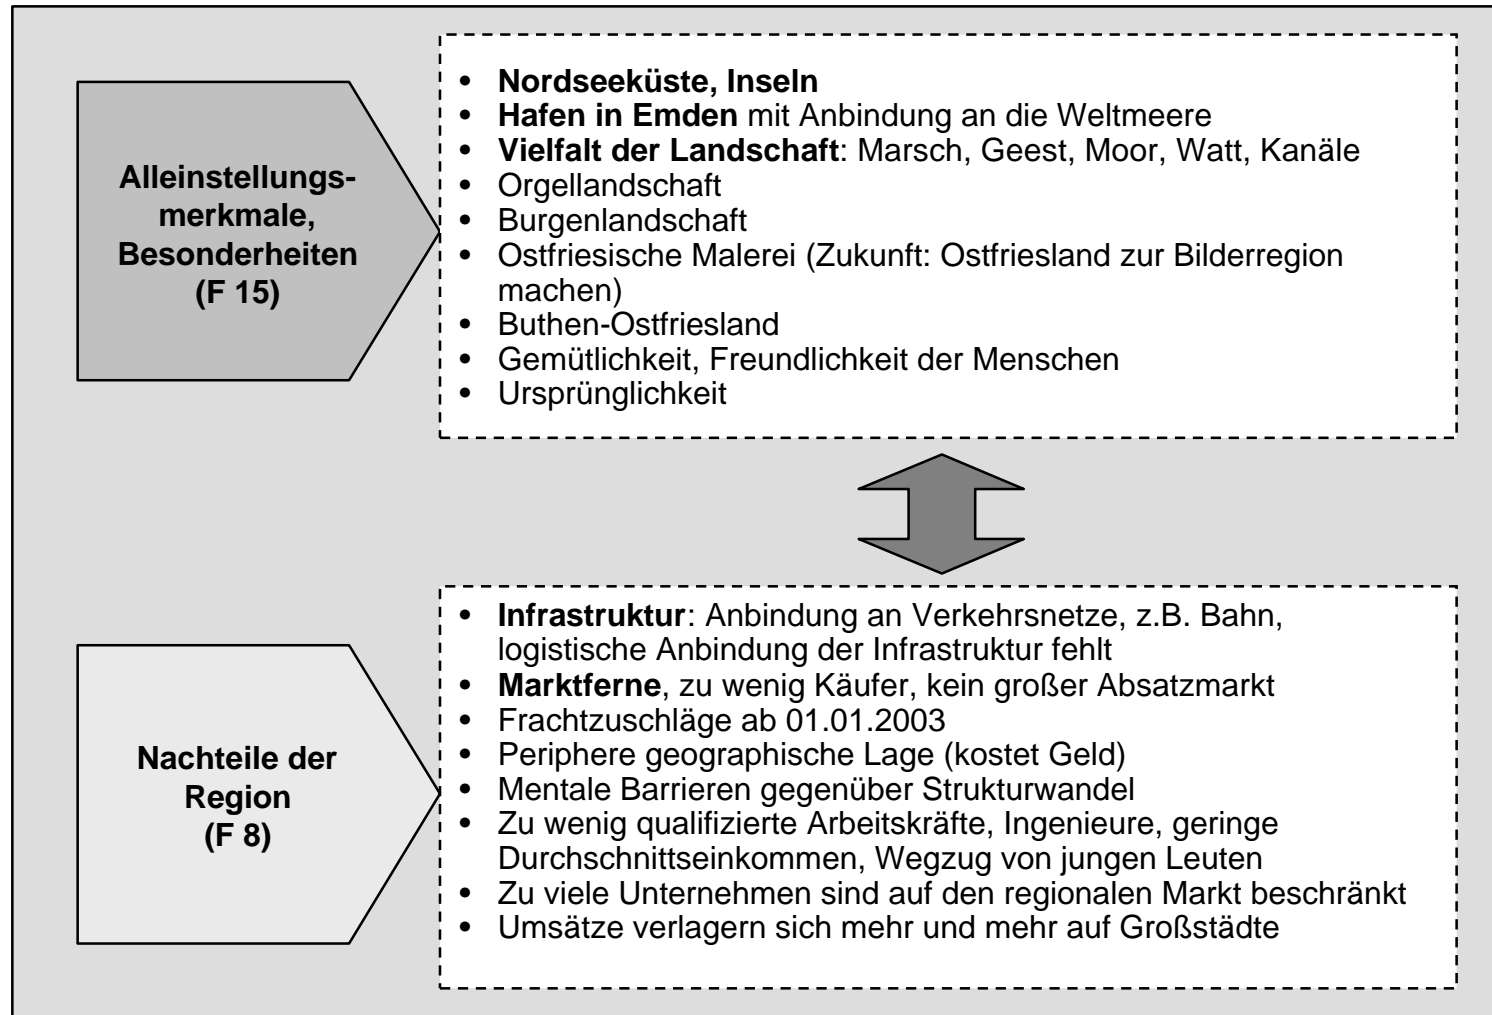 Alleinstellungs-
merkmale,
Besonderheiten
(F 15)
• Nordseeküste, Inseln
• Hafen in Emden mit Anbindung an die Weltmeere
• Vielfalt der Landschaft: Marsch, Geest, Moor, Watt, Kanäle
• Orgellandschaft
• Burgenlandschaft
• Ostfriesische Malerei (Zukunft: Ostfriesland zur Bilderregion
machen)
• Buthen-Ostfriesland
• Gemütlichkeit, Freundlichkeit der Menschen
• Ursprünglichkeit
Nachteile der
Region
(F 8)
• Infrastruktur: Anbindung an Verkehrsnetze, z.B. Bahn,
logistische Anbindung der Infrastruktur fehlt
• Marktferne, zu wenig Käufer, kein großer Absatzmarkt
• Frachtzuschläge ab 01.01.2003
• Periphere geographische Lage (kostet Geld)
• Mentale Barrieren gegenüber Strukturwandel
• Zu wenig qualifizierte Arbeitskräfte, Ingenieure, geringe
Durchschnittseinkommen, Wegzug von jungen Leuten
• Zu viele Unternehmen sind auf den regionalen Markt beschränkt
• Umsätze verlagern sich mehr und mehr auf Großstädte